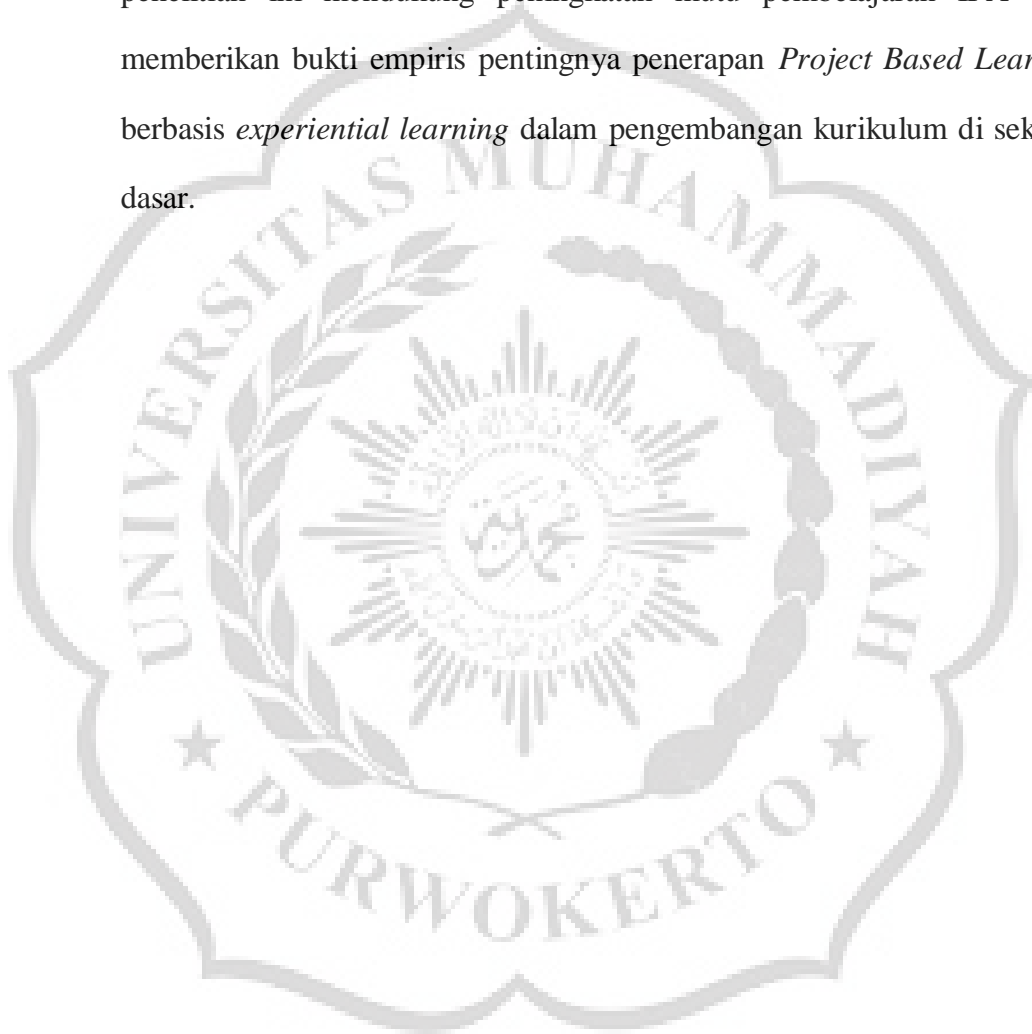 memberikan bukti empiris pentingnya penerapan Project Based Lear
berbasis experiential learning dalam pengembangan kurikulum di sek
dasar.
UNIVERSITAS MUHAMMADIYAH
PURWOKERTO